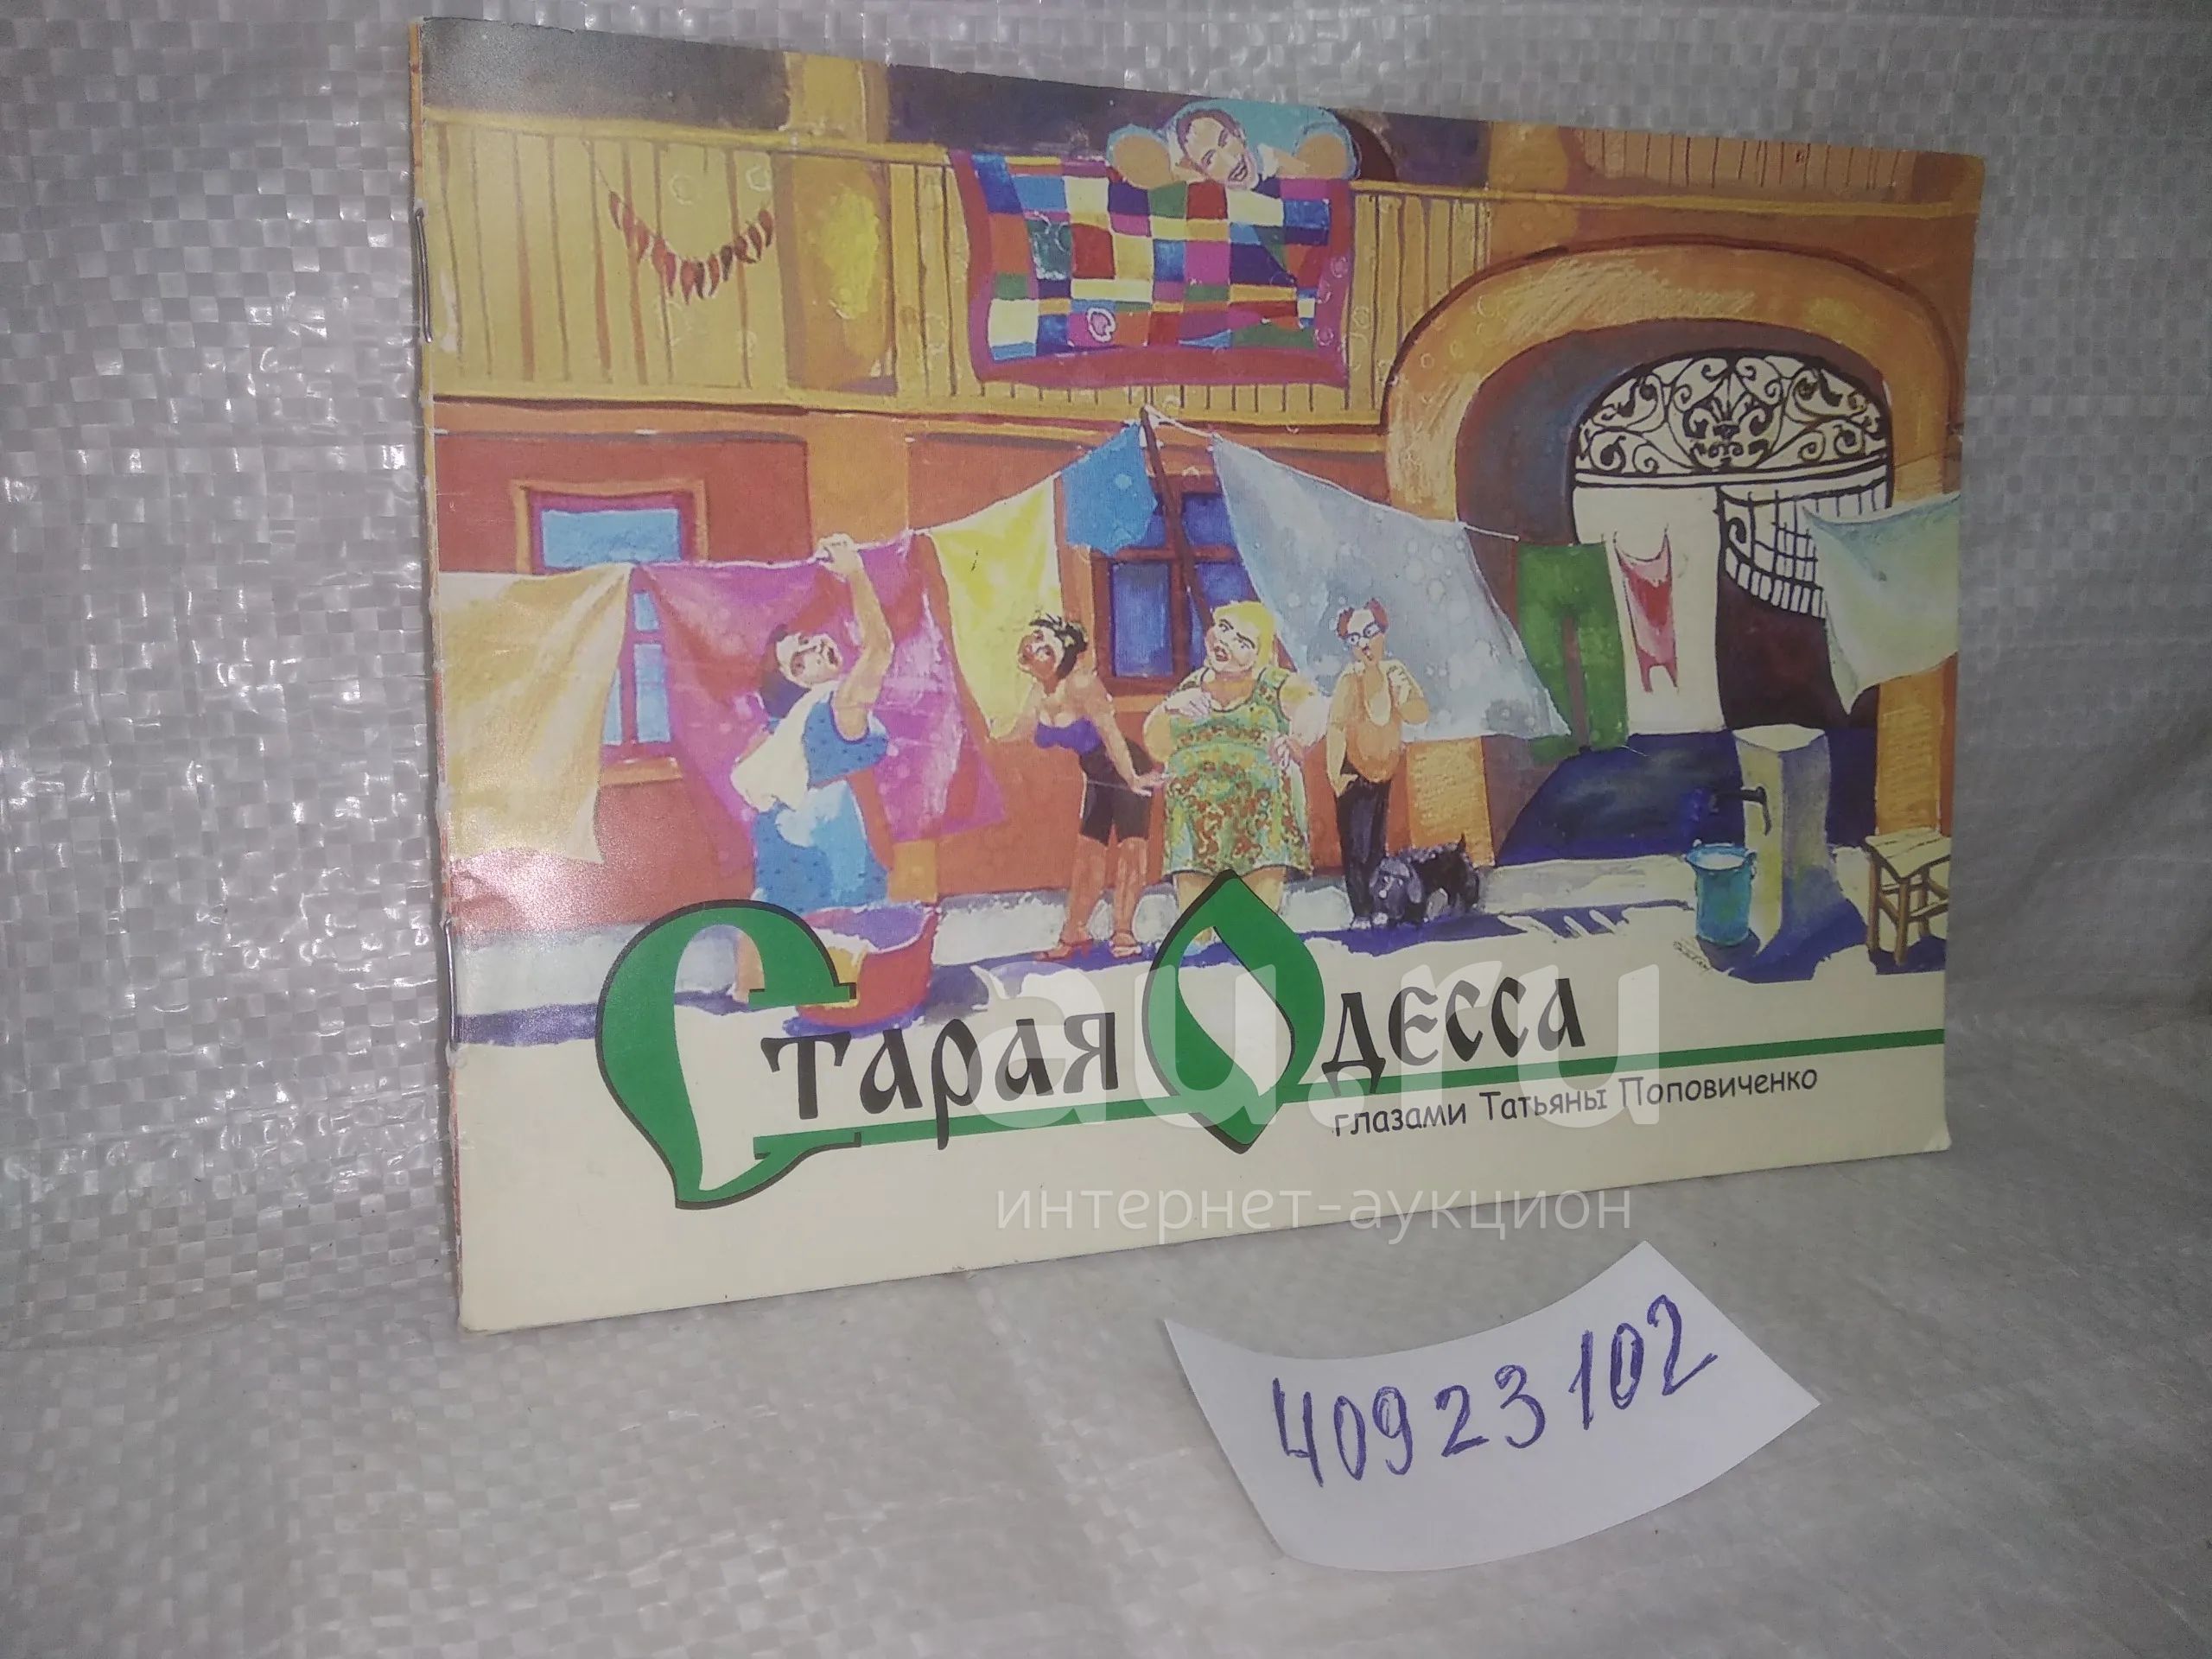 Старая Одесса
глазами Татьяны Поповиченко
au.ru
интернет-аукцион
40923102